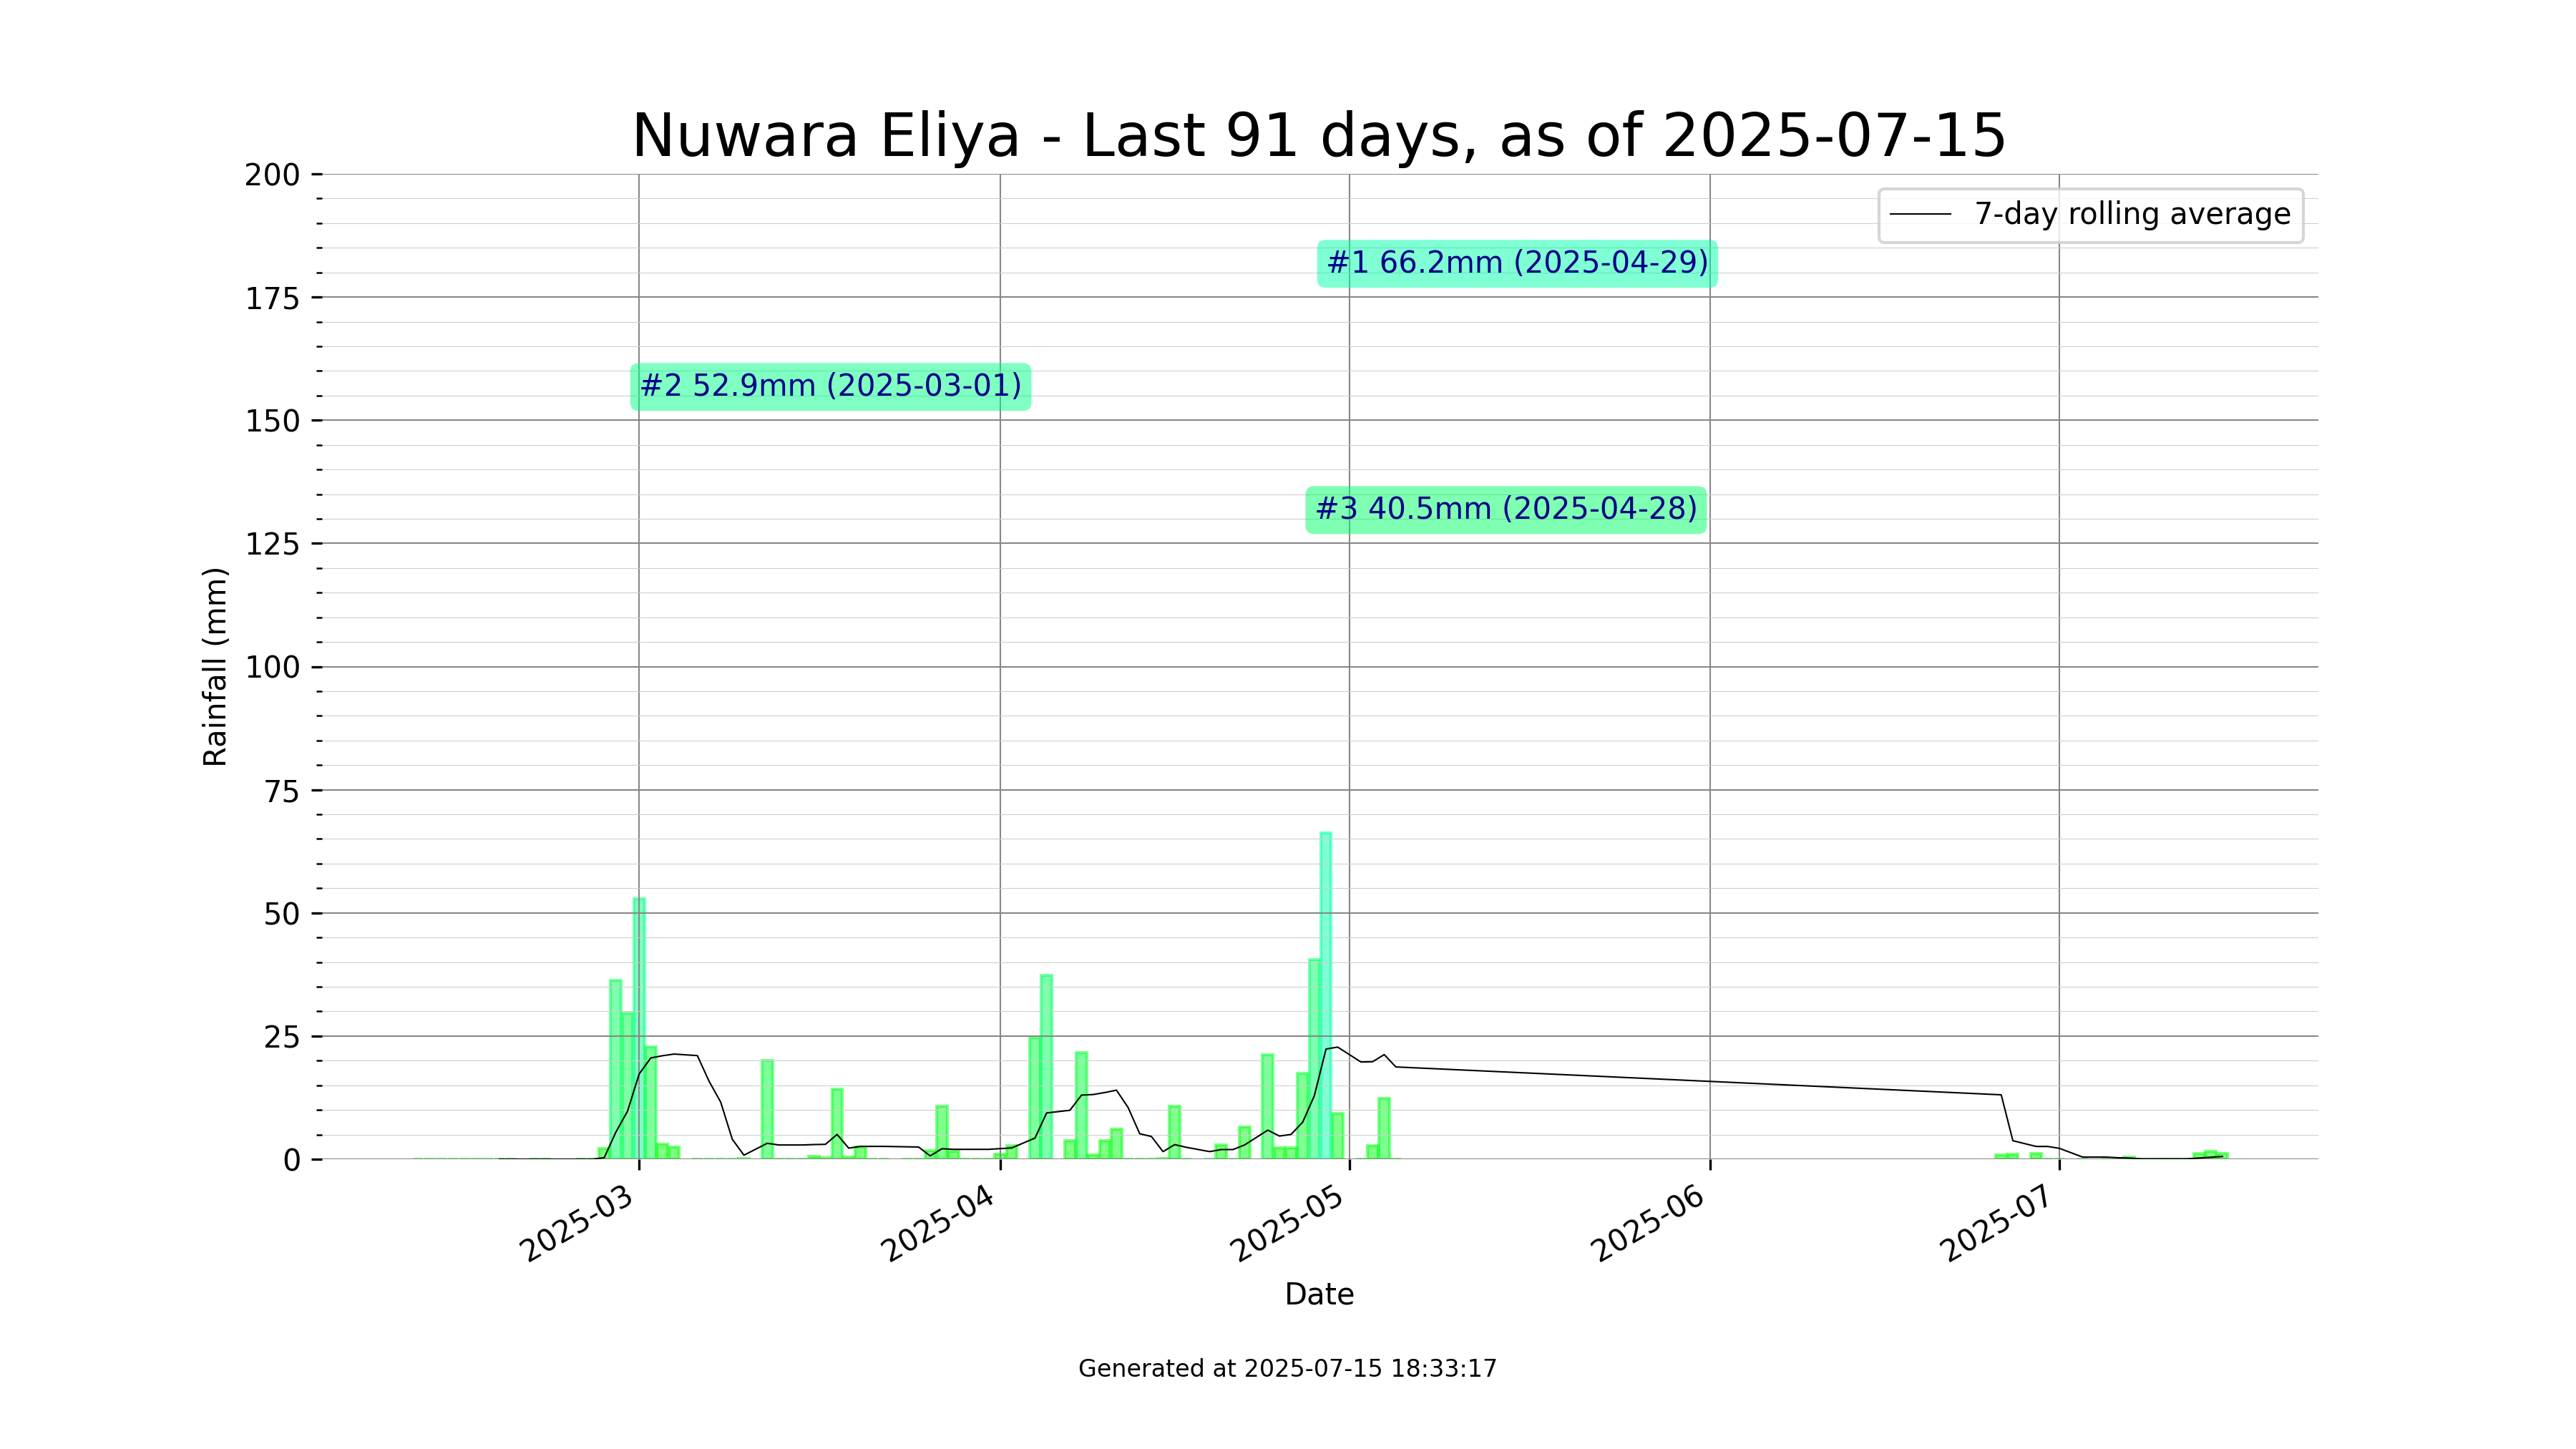 Nuwara Eliya - Last 91 days, as of 2025-07-15
7-day rolling average
#1 66.2mm (2025-04-29)
#2 52.9mm (2025-03-01)
#3 40.5mm (2025-04-28)
Rainfall (mm)
200
175
150
125
100
75
50
25
0
2025-03
2025-04
2025-05
2025-06
2025-07
Date
Generated at 2025-07-15 18:33:17